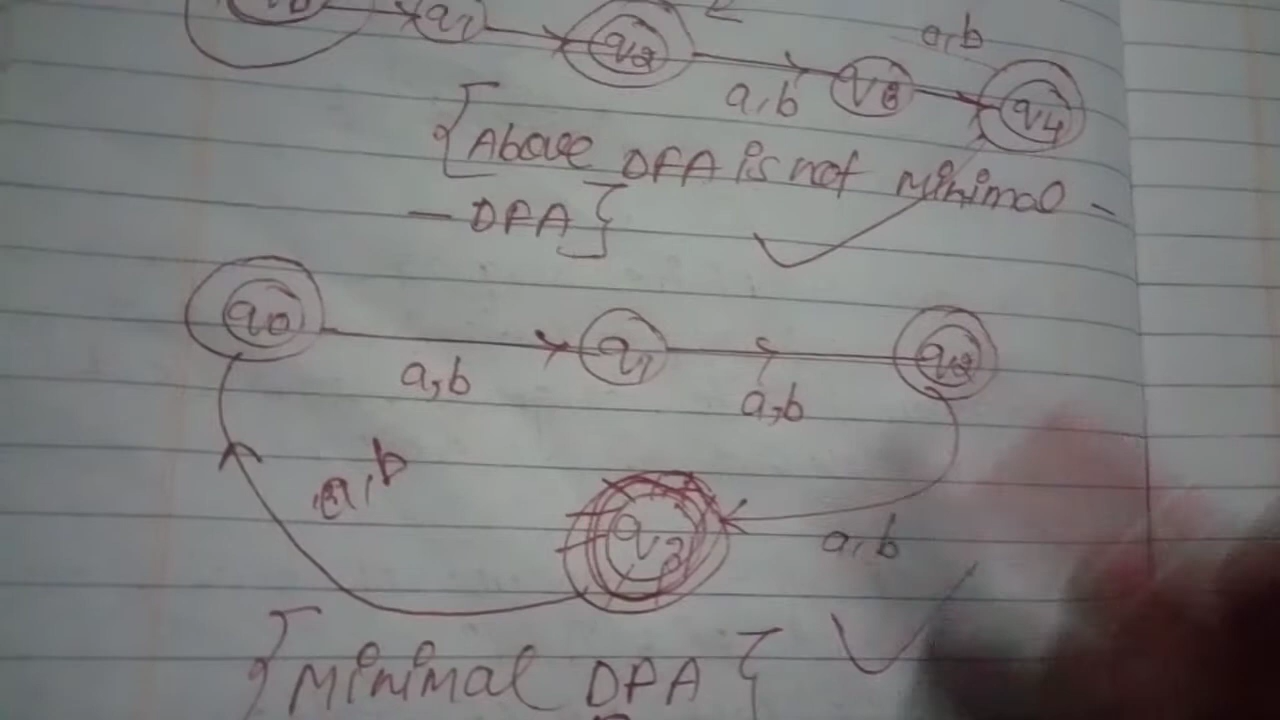 q1 q2 a,b q3 a,b q4
[Above DFA is not Minimal -
- DFA]
q0 a,b q1 a,b q2
a,b q3 a,b
[Minimal DFA]